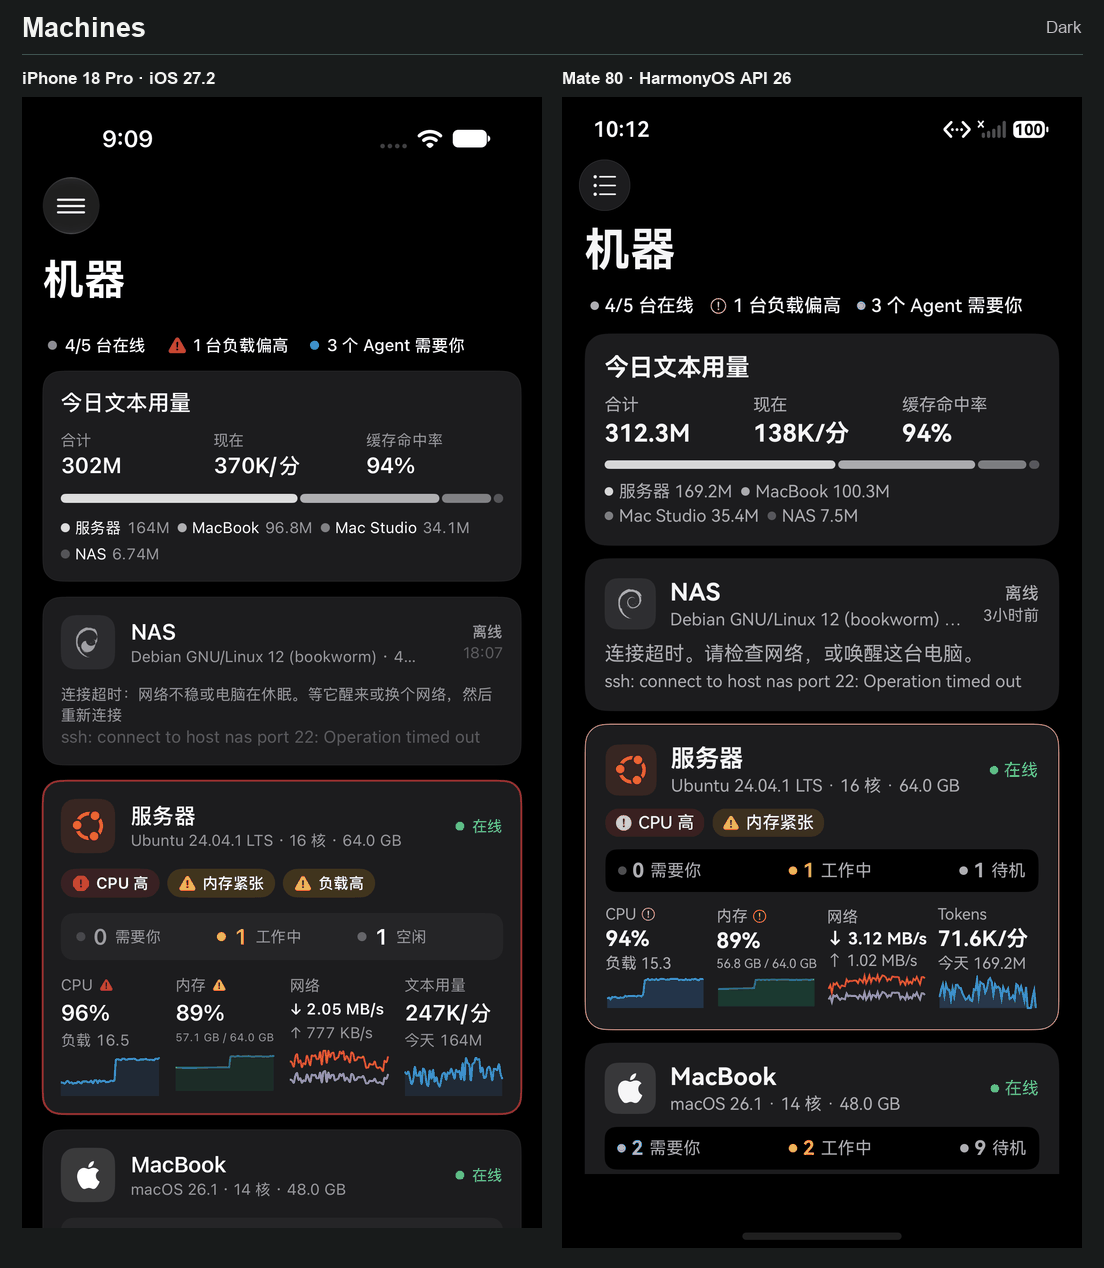 Machines
Dark
iPhone 18 Pro · iOS 27.2
9:09
机器
4/5 台在线 1 台负载偏高 3 个 Agent 需要你
今日文本用量
合计 现在 缓存命中率
302M 370K/分 94%
服务器 164M MacBook 96.8M Mac Studio 34.1M
NAS 6.74M
NAS 离线
Debian GNU/Linux 12 (bookworm) · 4... 18:07
连接超时：网络不稳或电脑在休眠。等它醒来或换个网络，然后
重新连接
ssh: connect to host nas port 22: Operation timed out
服务器
Ubuntu 24.04.1 LTS · 16 核 · 64.0 GB
在线
CPU 高 内存紧张 负载高
0 需要你 1 工作中 1 空闲
CPU 内存 网络 文本用量
96% 89% ↓ 2.05 MB/s 247K/分
负载 16.5 57.1 GB / 64.0 GB ↑ 777 KB/s 今天 164M
MacBook
macOS 26.1 · 14 核 · 48.0 GB
在线
Mate 80 · HarmonyOS API 26
10:12
100
机器
4/5 台在线 1 台负载偏高 3 个 Agent 需要你
今日文本用量
合计 现在 缓存命中率
312.3M 138K/分 94%
服务器 169.2M MacBook 100.3M
Mac Studio 35.4M NAS 7.5M
NAS 离线
Debian GNU/Linux 12 (bookworm) ... 3小时前
连接超时。请检查网络，或唤醒这台电脑。
ssh: connect to host nas port 22: Operation timed out
服务器
Ubuntu 24.04.1 LTS · 16 核 · 64.0 GB
在线
CPU 高 内存紧张
0 需要你 1 工作中 1 待机
CPU 内存 网络 Tokens
94% 89% ↓ 3.12 MB/s 71.6K/分
负载 15.3 56.8 GB / 64.0 GB ↑ 1.02 MB/s 今天 169.2M
MacBook
macOS 26.1 · 14 核 · 48.0 GB
在线
2 需要你 2 工作中 9 待机